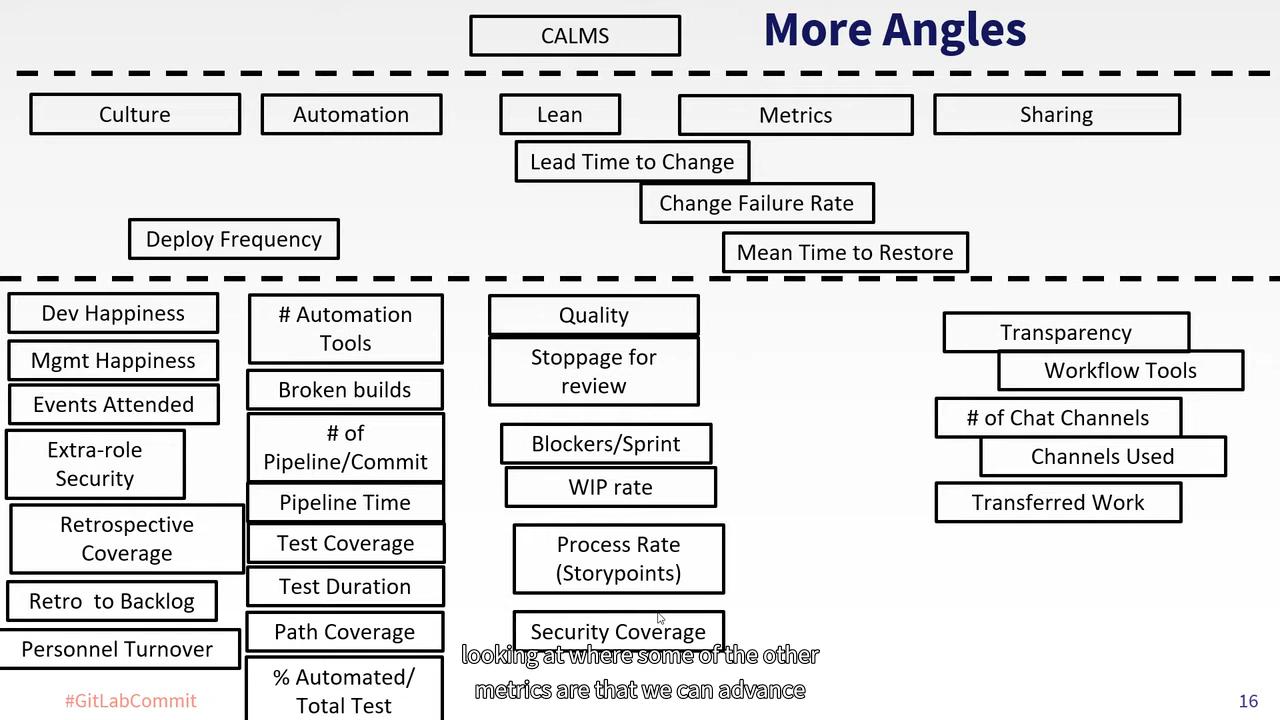 CALMS
More Angles
Culture
Automation
Lean
Metrics
Sharing
Lead Time to Change
Change Failure Rate
Deploy Frequency
Mean Time to Restore
Dev Happiness
Mgmt Happiness
Events Attended
Extra-role
Security
Retrospective
Coverage
Retro to Backlog
Personnel Turnover
# Automation
Tools
Broken builds
# of
Pipeline/Commit
Pipeline Time
Test Coverage
Test Duration
Path Coverage
% Automated/
Total Test
Quality
Stoppage for
review
Blockers/Sprint
WIP rate
Process Rate
(Storypoints)
Security Coverage
Transparency
Workflow Tools
# of Chat Channels
Channels Used
Transferred Work
looking at where some of the other
metrics are that we can advance
#GitLabCommit
16